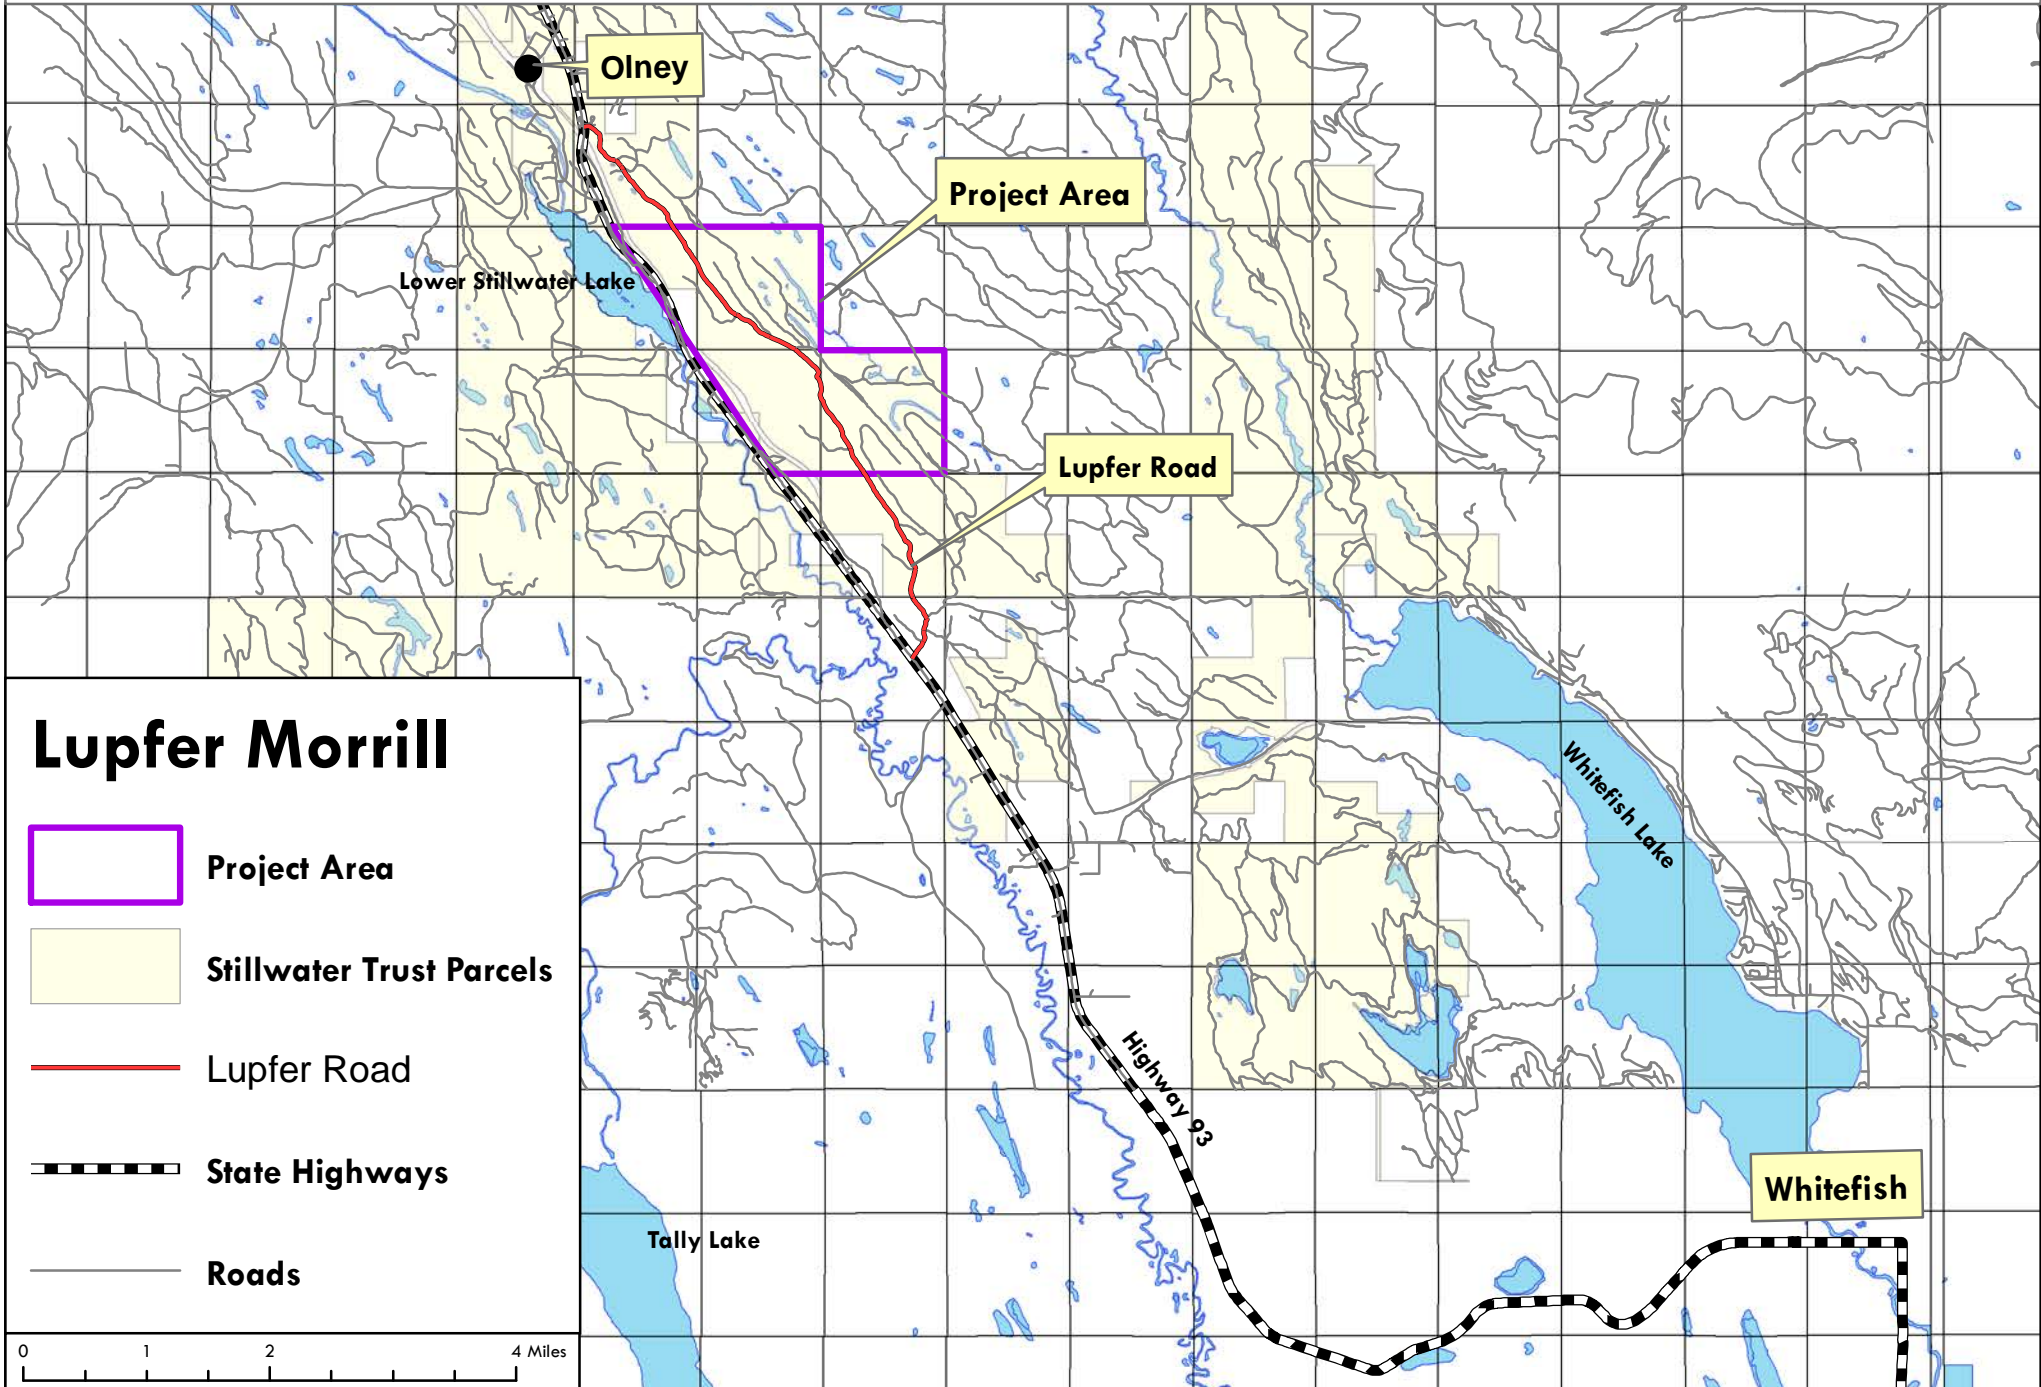 Olney
Project Area
Lower Stillwater Lake
Lupfer Road
Whitefish Lake
Highway 93
Whitefish
Tally Lake
Lupfer Morrill
Project Area
Stillwater Trust Parcels
Lupfer Road
State Highways
Roads
0 1 2 4 Miles